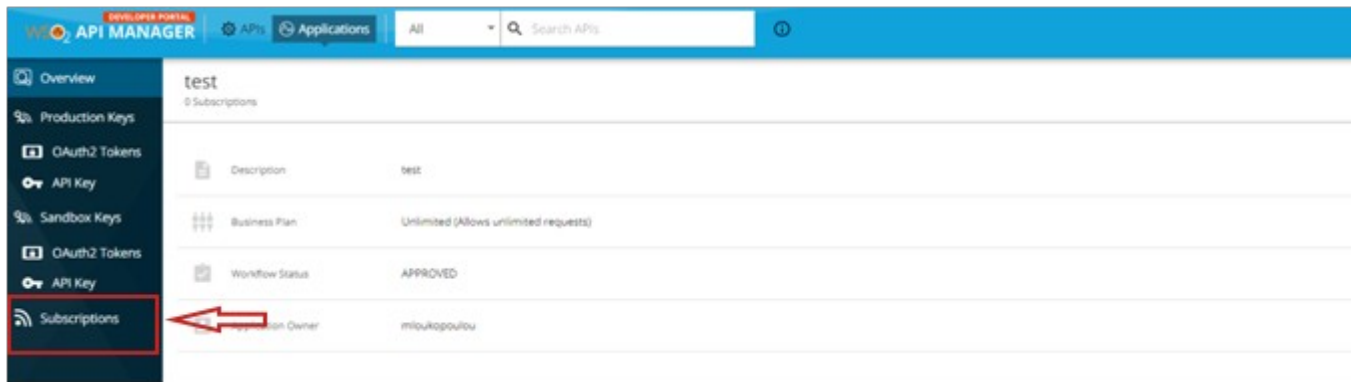 DEVELOPER PORTAL
WSO2 API MANAGER
APIs
Applications
All
Search APIs
Overview
Production Keys
OAuth2 Tokens
API Key
Sandbox Keys
OAuth2 Tokens
API Key
Subscriptions
test
0 Subscriptions
Description test
Business Plan Unlimited (Allows unlimited requests)
Workflow Status APPROVED
Application Owner mloukopoulou